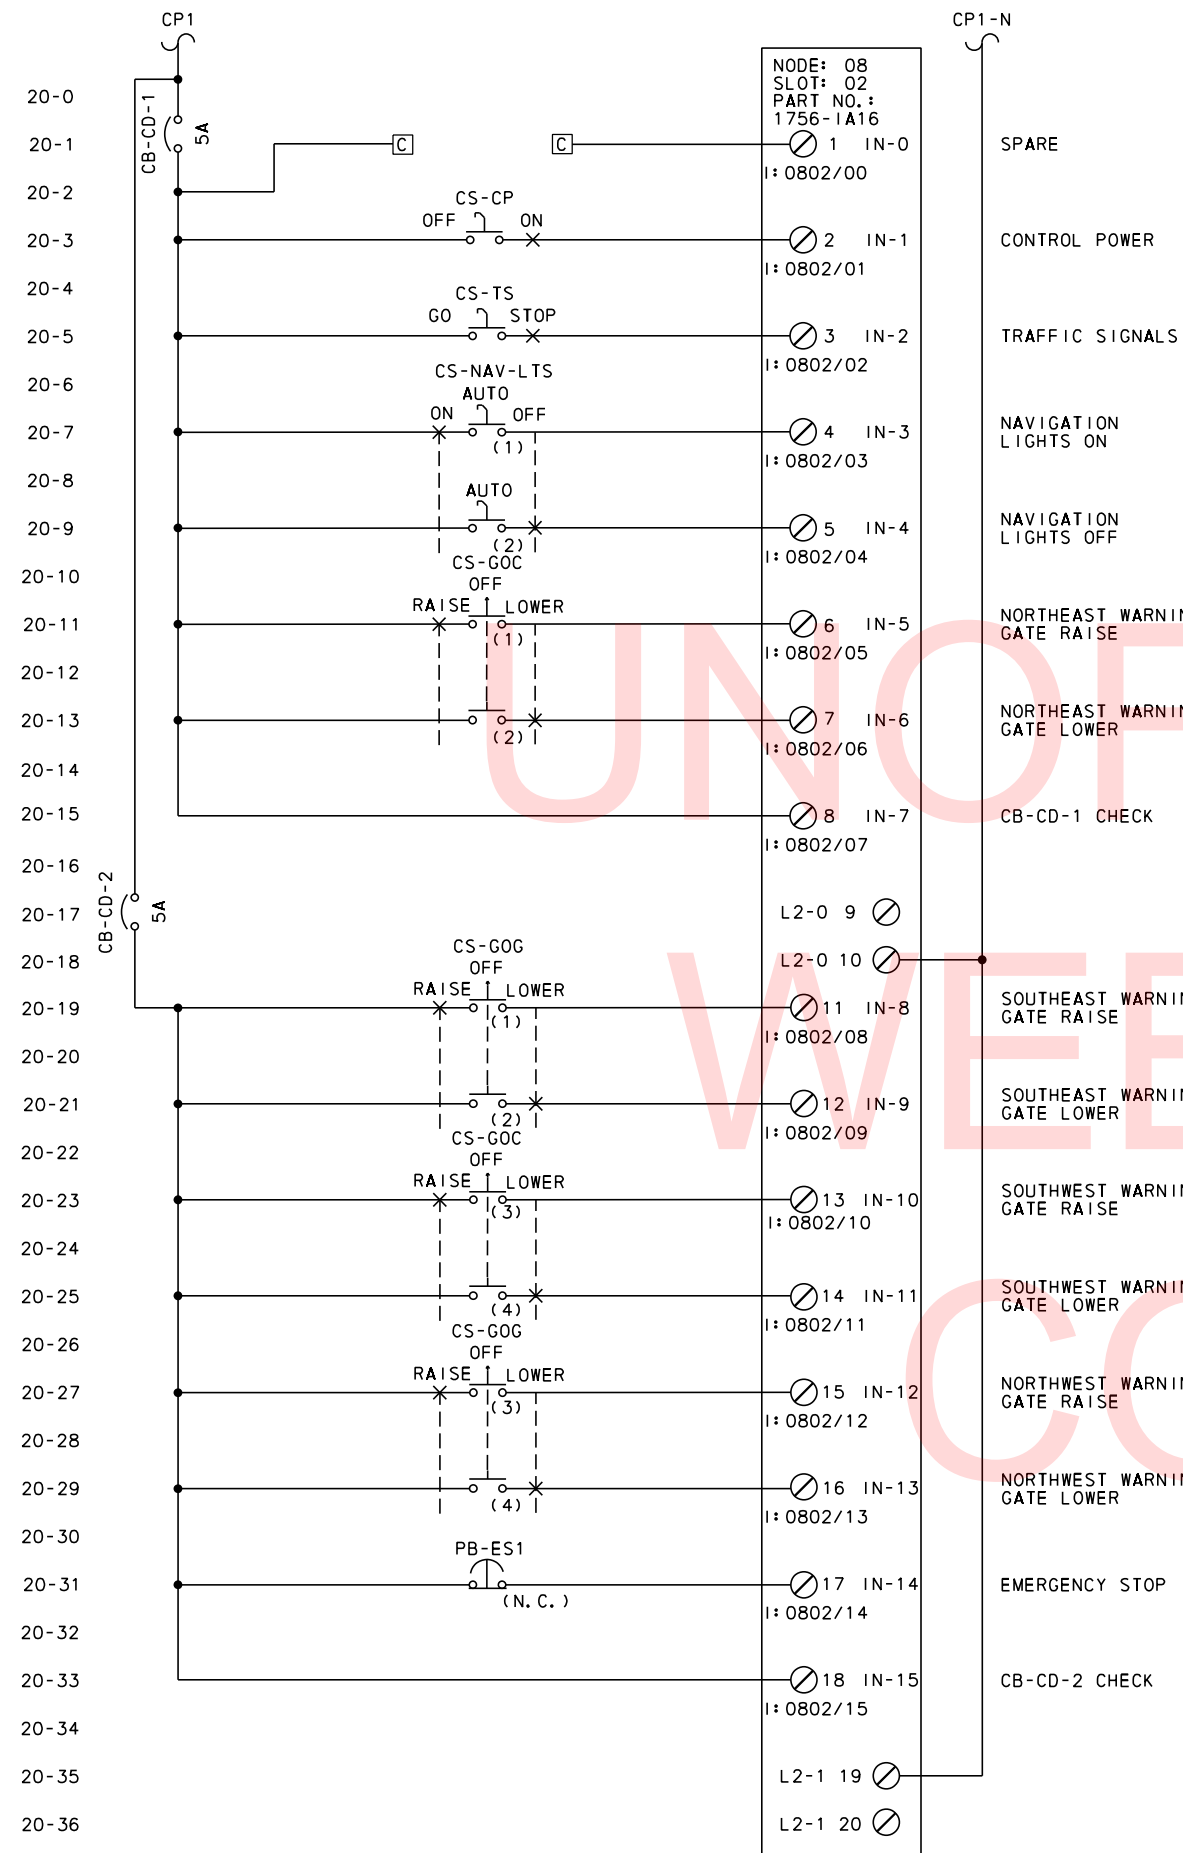 CP1
CP1-N
NODE: 08
SLOT: 02
PART NO.:
1756-IA16
20-0
CB-CD-1
5A
20-1
C
C
1 IN-0
SPARE
I:0802/00
20-2
CS-CP
OFF ON
20-3
2 IN-1
CONTROL POWER
I:0802/01
20-4
CS-TS
GO STOP
20-5
3 IN-2
TRAFFIC SIGNALS
I:0802/02
20-6
CS-NAV-LTS
AUTO
ON OFF
20-7
(1)
4 IN-3
NAVIGATION
LIGHTS ON
I:0802/03
20-8
AUTO
20-9
(2)
5 IN-4
NAVIGATION
LIGHTS OFF
I:0802/04
20-10
CS-GOC
OFF
RAISE LOWER
20-11
(1)
6 IN-5
NORTHEAST
GATE RAISE
I:0802/05
20-12
20-13
(2)
7 IN-6
NORTHEAST
GATE LOWER
I:0802/06
20-14
20-15
8 IN-7
CB-CD-1 CHECK
I:0802/07
20-16
CB-CD-2
5A
20-17
L2-0 9
20-18
L2-0 10
CS-GOG
OFF
RAISE LOWER
20-19
(1)
11 IN-8
SOUTHEAST
GATE RAISE
I:0802/08
20-20
20-21
(2)
12 IN-9
SOUTHEAST
GATE LOWER
I:0802/09
20-22
CS-GOC
OFF
RAISE LOWER
20-23
(3)
13 IN-10
SOUTHWEST
GATE RAISE
I:0802/10
20-24
20-25
(4)
14 IN-11
SOUTHWEST
GATE LOWER
I:0802/11
20-26
CS-GOG
OFF
RAISE LOWER
20-27
(3)
15 IN-12
NORTHWEST
GATE RAISE
I:0802/12
20-28
20-29
(4)
16 IN-13
NORTHWEST
GATE LOWER
I:0802/13
20-30
PB-ES1
20-31
(N.C.)
17 IN-14
EMERGENCY STOP
I:0802/14
20-32
20-33
18 IN-15
CB-CD-2 CHECK
I:0802/15
20-34
20-35
L2-1 19
20-36
L2-1 20